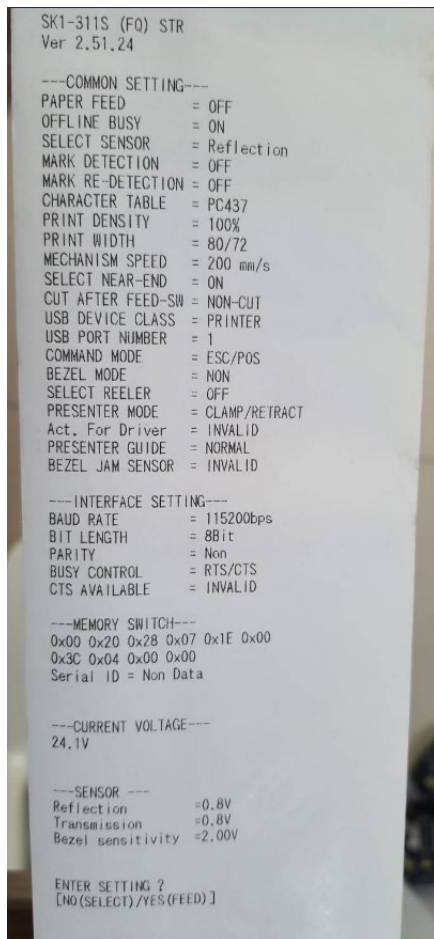 SK1-311S (FQ) STR
Ver 2.51.24
---COMMON SETTING---
PAPER FEED = OFF
OFFLINE BUSY = ON
SELECT SENSOR = Reflection
MARK DETECTION = OFF
MARK RE-DETECTION = OFF
CHARACTER TABLE = PC437
PRINT DENSITY = 100%
PRINT WIDTH = 80/72
MECHANISM SPEED = 200 mm/s
SELECT NEAR-END = ON
CUT AFTER FEED-SW = NON-CUT
USB DEVICE CLASS = PRINTER
USB PORT NUMBER = 1
COMMAND MODE = ESC/POS
BEZEL MODE = NON
SELECT REELER = OFF
PRESENTER MODE = CLAMP/RETRACT
Act. For Driver = INVALID
PRESENTER GUIDE = NORMAL
BEZEL JAM SENSOR = INVALID
---INTERFACE SETTING---
BAUD RATE = 115200bps
BIT LENGTH = 8Bit
PARITY = Non
BUSY CONTROL = RTS/CTS
CTS AVAILABLE = INVALID
---MEMORY SWITCH---
0x00 0x20 0x28 0x07 0x1E 0x00
0x3C 0x04 0x00 0x00
Serial ID = Non Data
---CURRENT VOLTAGE---
24.1V
---SENSOR ---
Reflection =0.8V
Transmission =0.8V
Bezel sensitivity =2.00V
ENTER SETTING ?
[NO(SELECT)/YES(FEED)]